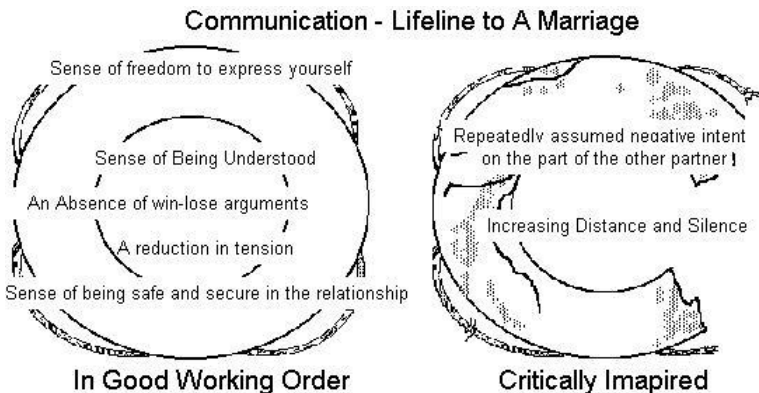 Communication - Lifeline to A Marriage
Sense of freedom to express yourself
Sense of Being Understood
An Absence of win-lose arguments
A reduction in tension
Sense of being safe and secure in the relationship
In Good Working Order
Repeatedly assumed negative intent
on the part of the other partner
Increasing Distance and Silence
Critically Imapired